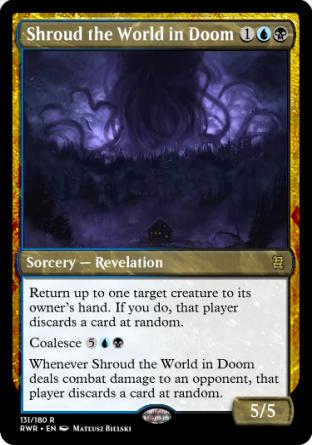 Shroud the World in Doom 1
Sorcery — Revelation
Return up to one target creature to its
owner's hand. If you do, that player
discards a card at random.
Coalesce 5
Whenever Shroud the World in Doom
deals combat damage to an opponent, that
player discards a card at random.
5/5
131/180 R
RWR • EN Mateusz Bielski